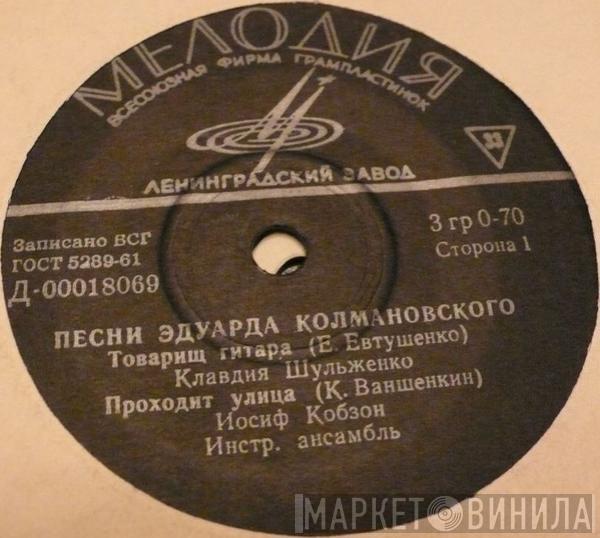 МЕЛОДИЯ
ВСЕСОЮЗНАЯ ФИРМА ГРАМПЛАСТИНОК
33
ЛЕНИНГРАДСКИЙ ЗАВОД
Записано ВСГ
ГОСТ 5289-61
Д-00018069
3 гр 0-70
Сторона 1
ПЕСНИ ЭДУАРДА КОЛМАНОВСКОГО
Товарищ гитара (Е. Евтушенко)
Клавдия Шульженко
Проходит улица (К. Ваншенкин)
Иосиф Кобзон
Инстр. ансамбль
МАРКЕТ ВИНИЛА